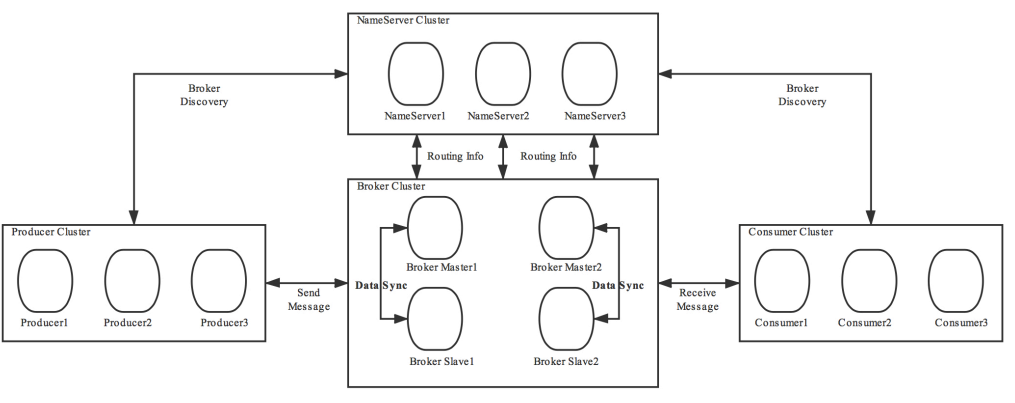 NameServer Cluster
NameServer1 NameServer2 NameServer3
Broker
Discovery
Broker
Discovery
Routing Info Routing Info
Broker Cluster
Broker Master1 Broker Master2
Data Sync Data Sync
Broker Slave1 Broker Slave2
Producer Cluster
Producer1 Producer2 Producer3
Send
Message
Receive
Message
Consumer Cluster
Consumer1 Consumer2 Consumer3